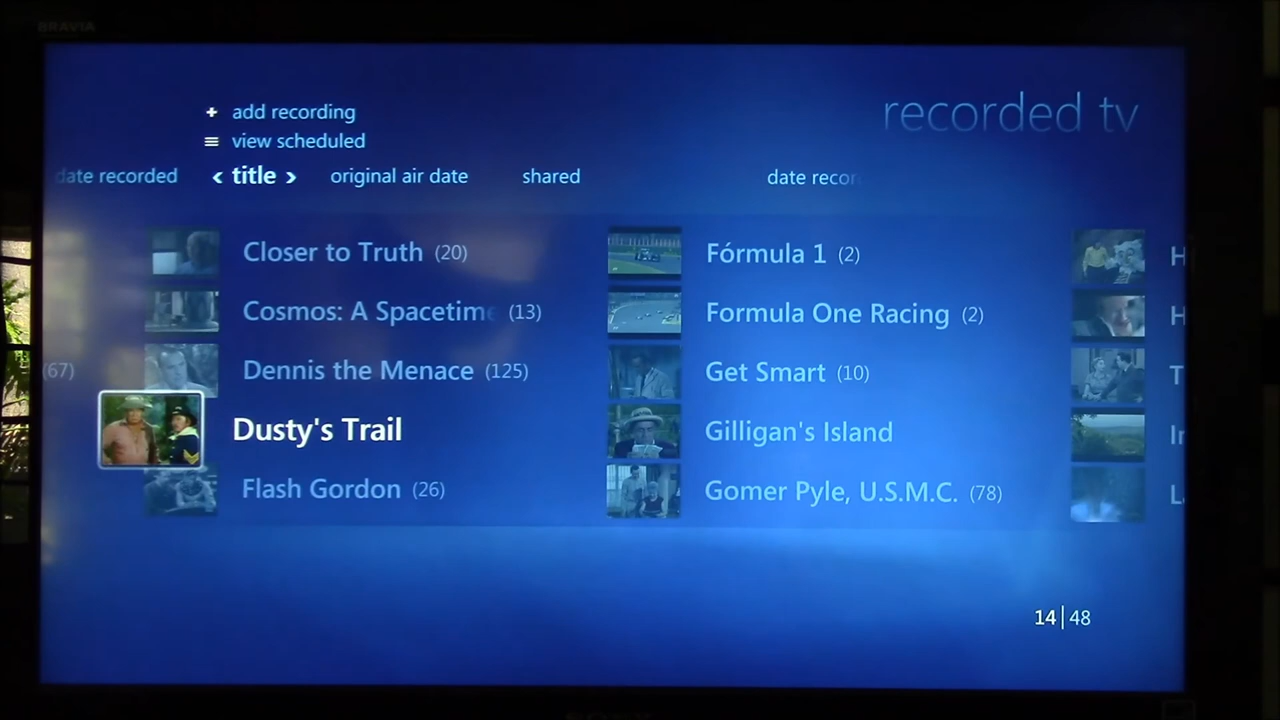 BRAVIA
+ add recording
≡ view scheduled
recorded tv
date recorded < title > original air date shared date recor
Closer to Truth (20)
Cosmos: A Spacetime (13)
(67) Dennis the Menace (125)
Dusty's Trail
Flash Gordon (26)
Fórmula 1 (2)
Formula One Racing (2)
Get Smart (10)
Gilligan's Island
Gomer Pyle, U.S.M.C. (78)
H
H
T
14|48